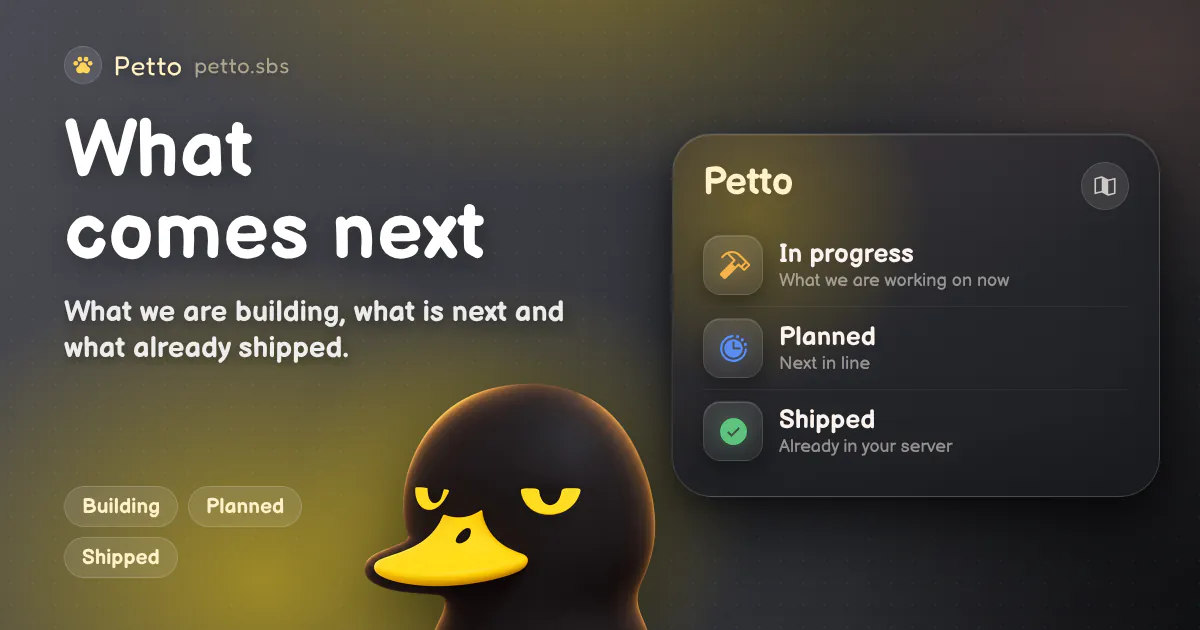 Petto petto.sbs
What
comes next
What we are building, what is next and
what already shipped.
Building Planned
Shipped
Petto
In progress
What we are working on now
Planned
Next in line
Shipped
Already in your server